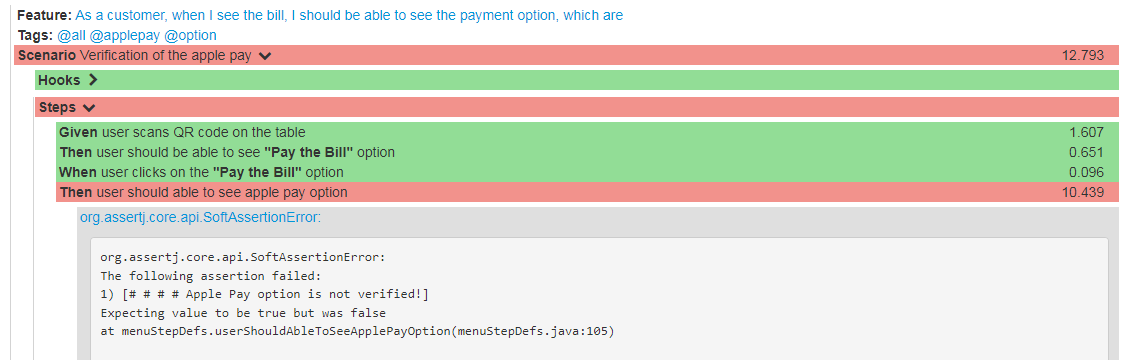 Feature: As a customer, when I see the bill, I should be able to see the payment option, which are
Tags: @all @applepay @option
Scenario Verification of the apple pay 12.793
Hooks
Steps
Given user scans QR code on the table 1.607
Then user should be able to see "Pay the Bill" option 0.651
When user clicks on the "Pay the Bill" option 0.096
Then user should able to see apple pay option 10.439
org.assertj.core.api.SoftAssertionError:
org.assertj.core.api.SoftAssertionError:
The following assertion failed:
1) [# # # # Apple Pay option is not verified!]
Expecting value to be true but was false
at menuStepDefs.userShouldAbleToSeeApplePayOption(menuStepDefs.java:105)